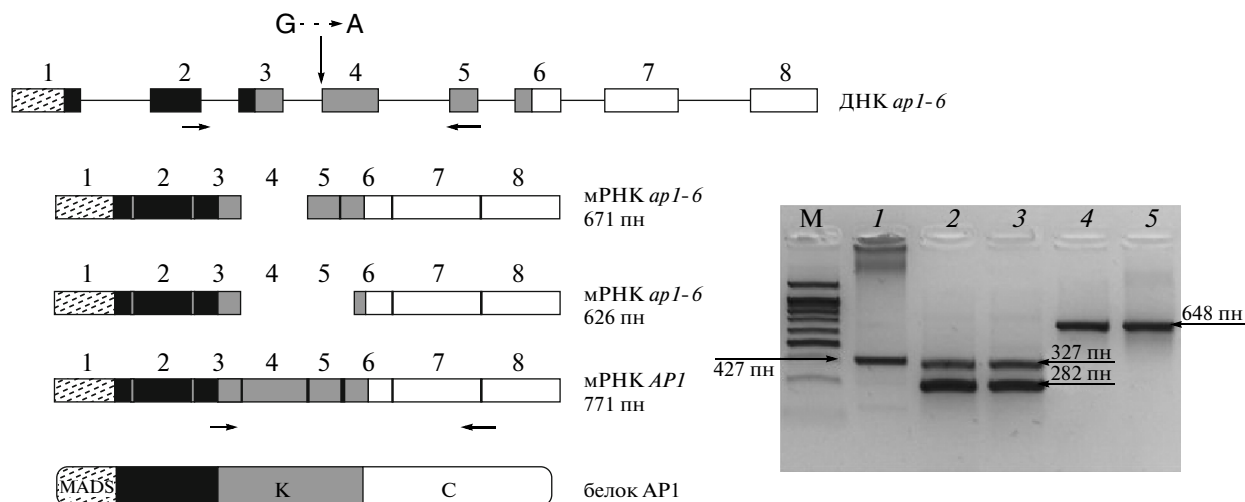 G A
1 2 3 4 5 6 7 8
ДНК ap1-6
1 2 3 4 5 6 7 8
мРНК ap1-6
671 пн
1 2 3 4 5 6 7 8
мРНК ap1-6
626 пн
1 2 3 4 5 6 7 8
мРНК AP1
771 пн
MADS K C
белок AP1
M 1 2 3 4 5
648 пн
427 пн
327 пн
282 пн